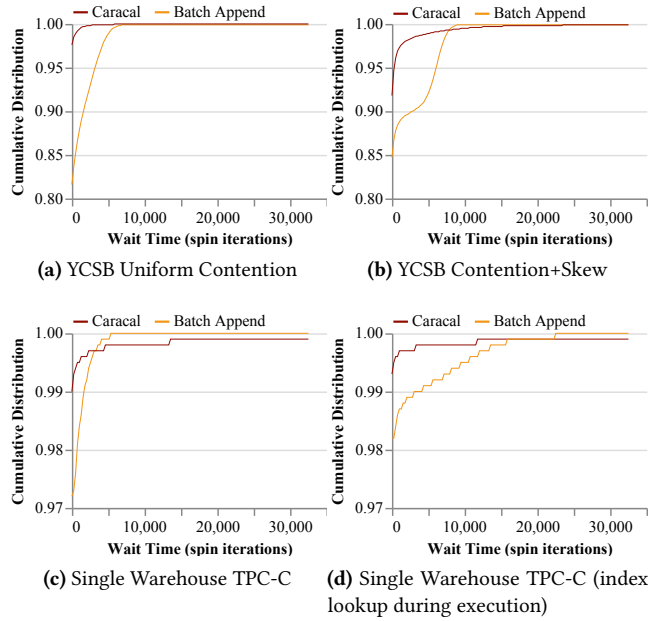 Caracal Batch Append
1.00
0.95
0.90
0.85
0.80
Cumulative Distribution
0 10,000 20,000 30,000
Wait Time (spin iterations)
(a) YCSB Uniform Contention
Caracal Batch Append
1.00
0.95
0.90
0.85
0.80
Cumulative Distribution
0 10,000 20,000 30,000
Wait Time (spin iterations)
(b) YCSB Contention+Skew
Caracal Batch Append
1.00
0.99
0.98
0.97
Cumulative Distribution
0 10,000 20,000 30,000
Wait Time (spin iterations)
(c) Single Warehouse TPC-C
Caracal Batch Append
1.00
0.99
0.98
0.97
Cumulative Distribution
0 10,000 20,000 30,000
Wait Time (spin iterations)
(d) Single Warehouse TPC-C (index
lookup during execution)